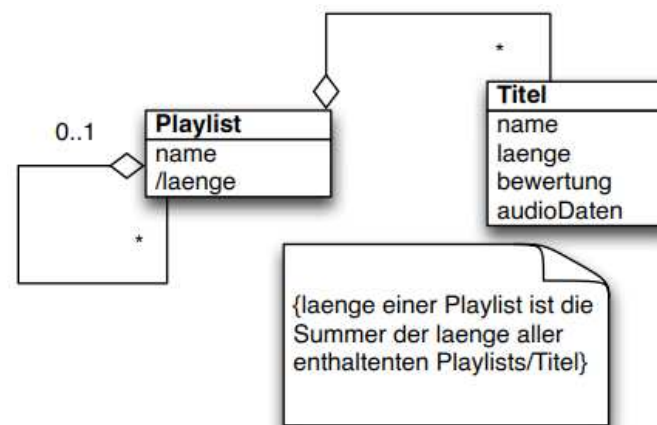 *
0..1
Playlist
name
/laenge
*
Titel
name
laenge
bewertung
audioDaten
{laenge einer Playlist ist die
Summer der laenge aller
enthaltenten Playlists/Titel}